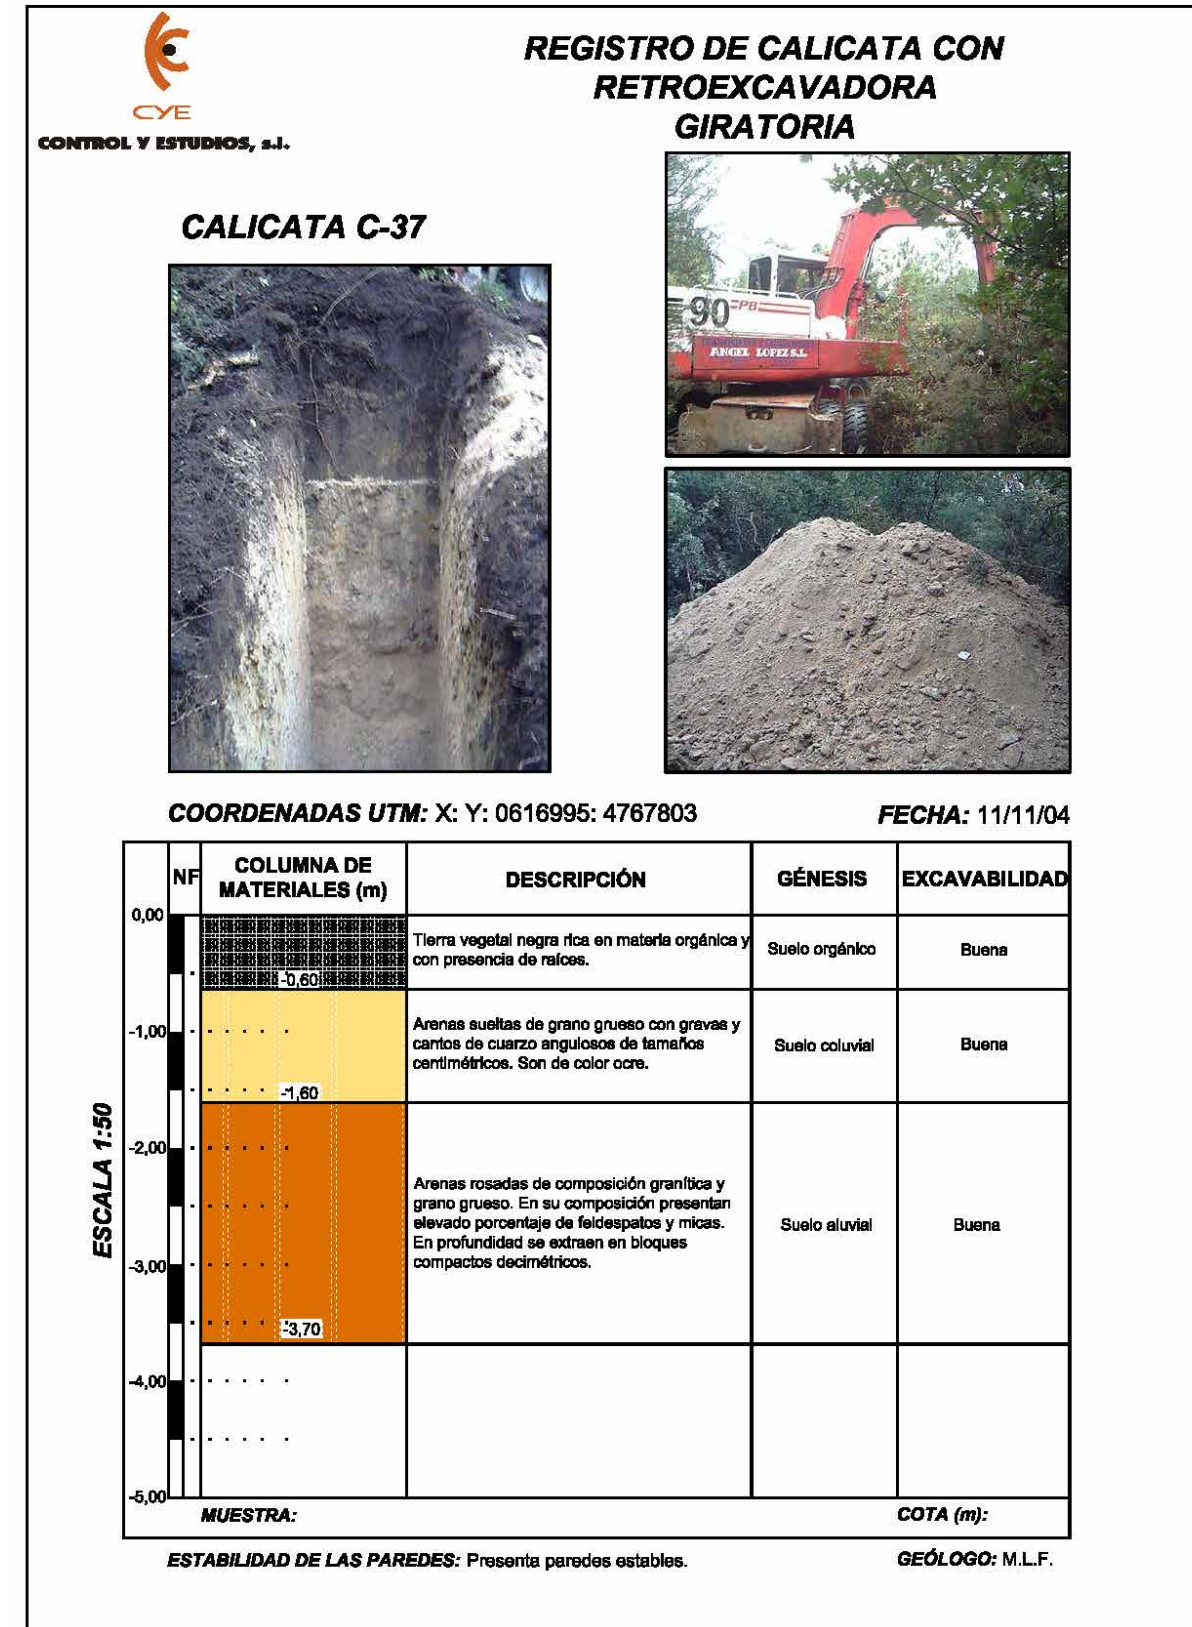 CYE
CONTROL Y ESTUDIOS, s.l.
REGISTRO DE CALICATA CON
RETROEXCAVADORA
GIRATORIA
CALICATA C-37
90 PB
ANGEL LOPEZ S.L.
COORDENADAS UTM: X: Y: 0616995: 4767803
FECHA: 11/11/04
NF
COLUMNA DE
MATERIALES (m)
DESCRIPCIÓN
GÉNESIS
EXCAVABILIDAD
ESCALA 1:50
0,00
-0,60
Tierra vegetal negra rica en materia orgánica y
con presencia de raíces.
Suelo orgánico
Buena
-1,00
-1,60
Arenas sueltas de grano grueso con gravas y
cantos de cuarzo angulosos de tamaños
centimétricos. Son de color ocre.
Suelo coluvial
Buena
-2,00
-3,00
-3,70
Arenas rosadas de composición granítica y
grano grueso. En su composición presentan
elevado porcentaje de feldespatos y micas.
En profundidad se extraen en bloques
compactos decimétricos.
Suelo aluvial
Buena
-4,00
-5,00
MUESTRA:
COTA (m):
ESTABILIDAD DE LAS PAREDES: Presenta paredes estables.
GEÓLOGO: M.L.F.